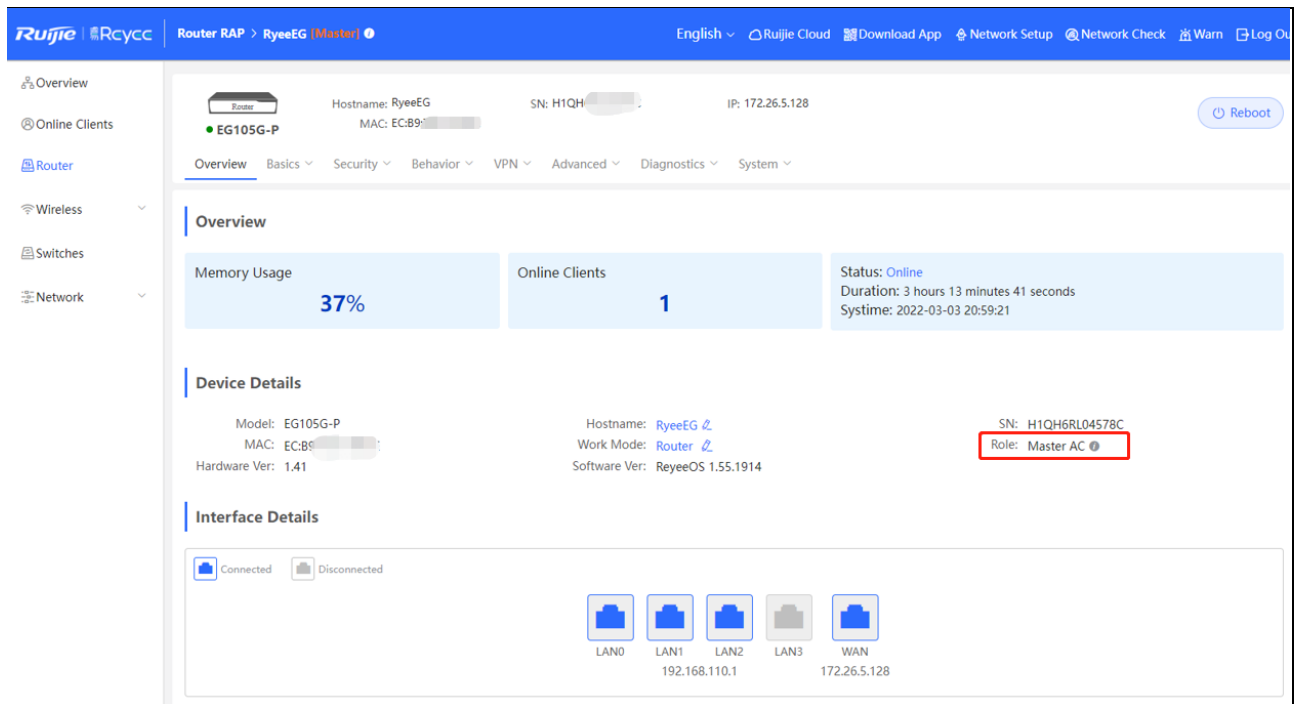 Ruijie Rcycc Router RAP > RyeeEG [Master] English Ruijie Cloud Download App Network Setup Network Check Warn Log Ou
Overview
Online Clients
Router
Wireless
Switches
Network
Router
EG105G-P
Hostname: RyeeEG SN: H1QH IP: 172.26.5.128
MAC: EC:B9:
Reboot
Overview Basics Security Behavior VPN Advanced Diagnostics System
Overview
Memory Usage
37%
Online Clients
1
Status: Online
Duration: 3 hours 13 minutes 41 seconds
Systime: 2022-03-03 20:59:21
Device Details
Model: EG105G-P Hostname: RyeeEG SN: H1QH6RL04578C
MAC: EC:B9 Work Mode: Router Role: Master AC
Hardware Ver: 1.41 Software Ver: ReyeeOS 1.55.1914
Interface Details
Connected Disconnected
LAN0 LAN1 LAN2 LAN3 WAN
192.168.110.1 172.26.5.128